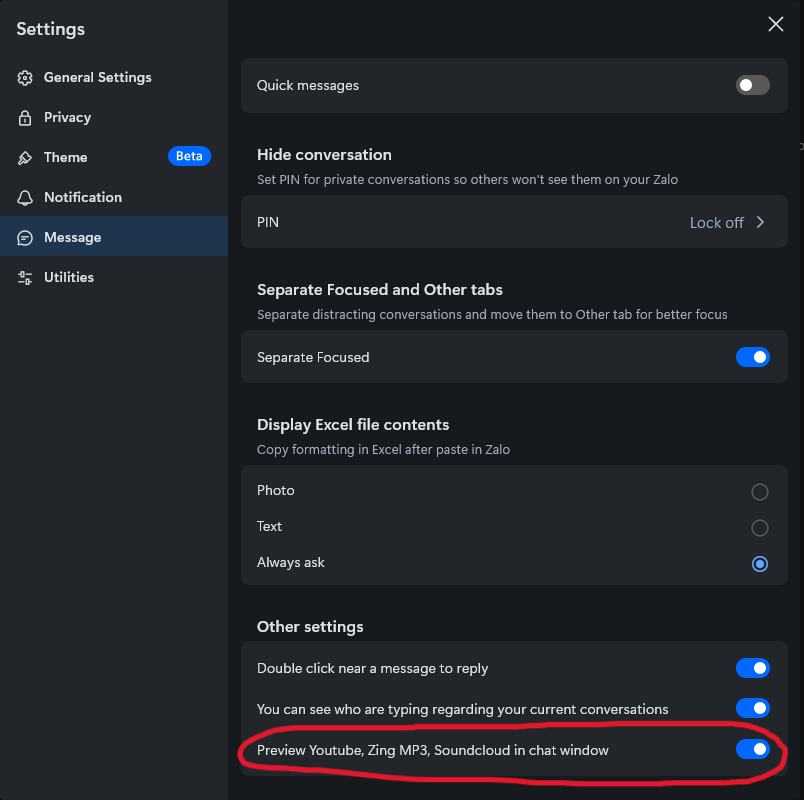 Settings
General Settings
Privacy
Theme
Beta
Notification
Message
Utilities
Quick messages
Hide conversation
Set PIN for private conversations so others won't see them on your Zalo
PIN
Lock off
Separate Focused and Other tabs
Separate distracting conversations and move them to Other tab for better focus
Separate Focused
Display Excel file contents
Copy formatting in Excel after paste in Zalo
Photo
Text
Always ask
Other settings
Double click near a message to reply
You can see who are typing regarding your current conversations
Preview Youtube, Zing MP3, Soundcloud in chat window